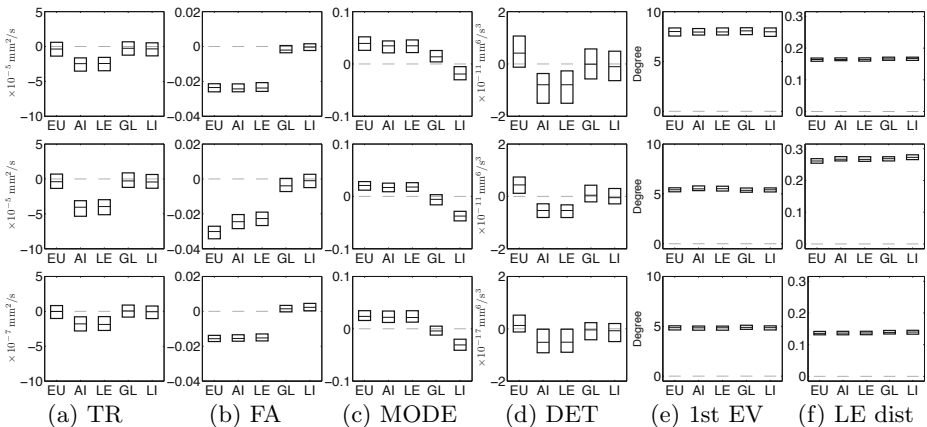 ×10⁻⁵ mm²/s
5
0
−5
−10
EU AI LE GL LI
0.02
0
−0.02
−0.04
EU AI LE GL LI
0.1
0
−0.1
EU AI LE GL LI
×10⁻¹¹ mm⁶/s³
2
0
−2
EU AI LE GL LI
Degree
10
5
0
EU AI LE GL LI
0.3
0.2
0.1
0
EU AI LE GL LI
×10⁻⁵ mm²/s
5
0
−5
−10
EU AI LE GL LI
0.02
0
−0.02
−0.04
EU AI LE GL LI
0.1
0
−0.1
EU AI LE GL LI
×10⁻¹¹ mm⁶/s³
2
0
−2
EU AI LE GL LI
Degree
10
5
0
EU AI LE GL LI
0.3
0.2
0.1
0
EU AI LE GL LI
×10⁻⁷ mm²/s
5
0
−5
−10
EU AI LE GL LI
0.02
0
−0.02
−0.04
EU AI LE GL LI
0.1
0
−0.1
EU AI LE GL LI
×10⁻¹⁷ mm⁶/s³
2
0
−2
EU AI LE GL LI
Degree
10
5
0
EU AI LE GL LI
0.3
0.2
0.1
0
EU AI LE GL LI
(a) TR (b) FA (c) MODE (d) DET (e) 1st EV (f) LE dist